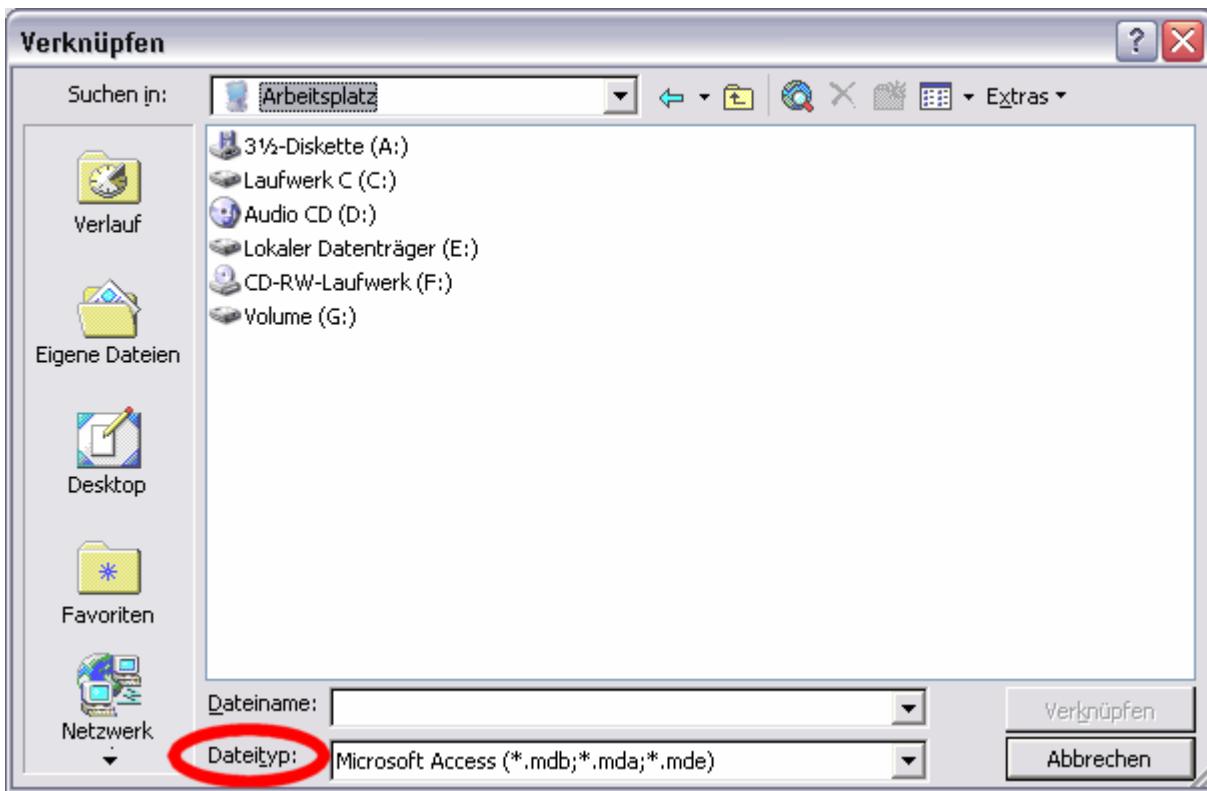 Verknüpfen
Suchen in:
Arbeitsplatz
Extras
3½-Diskette (A:)
Laufwerk C (C:)
Audio CD (D:)
Lokaler Datenträger (E:)
CD-RW-Laufwerk (F:)
Volume (G:)
Verlauf
Eigene Dateien
Desktop
Favoriten
Netzwerk
Dateiname:
Verknüpfen
Dateityp:
Microsoft Access (*.mdb;*.mda;*.mde)
Abbrechen